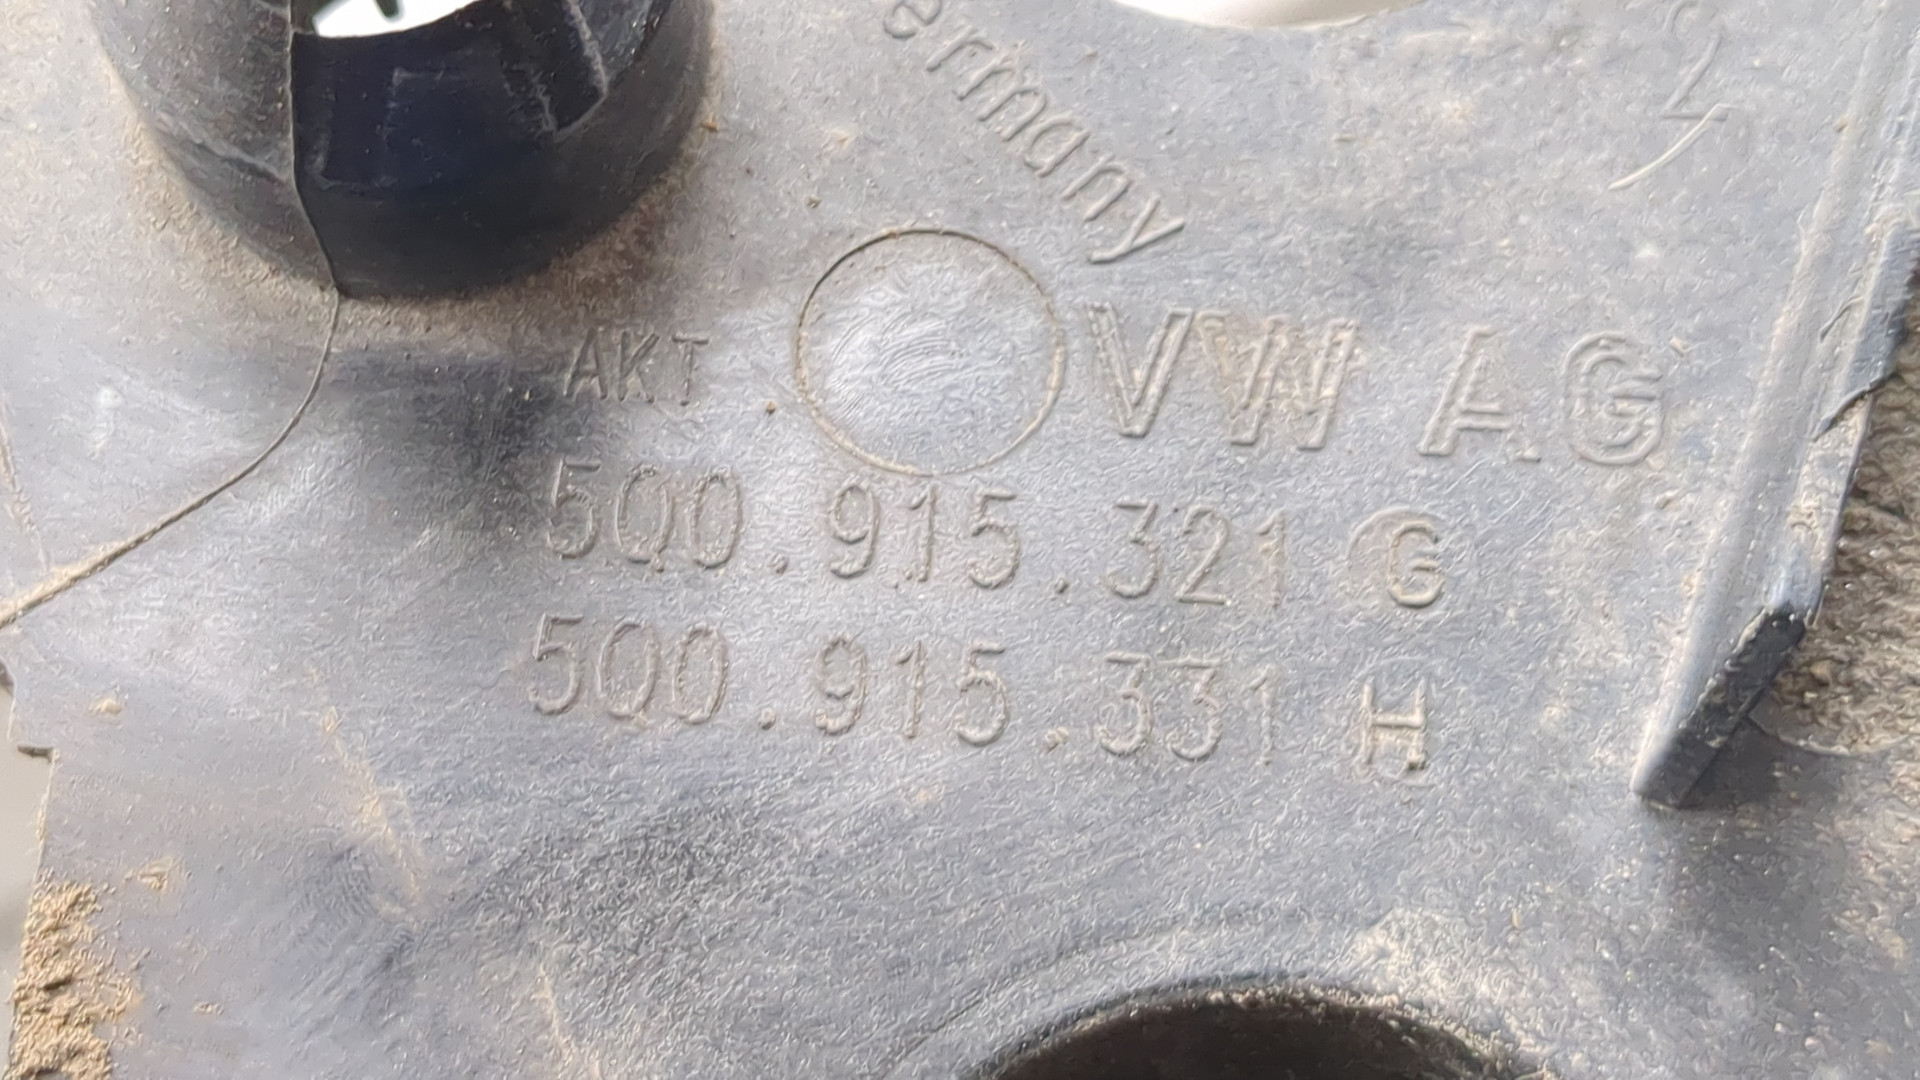 ermany
AKT
VW AG
5Q0.915.321 G
5Q0.915.331 H